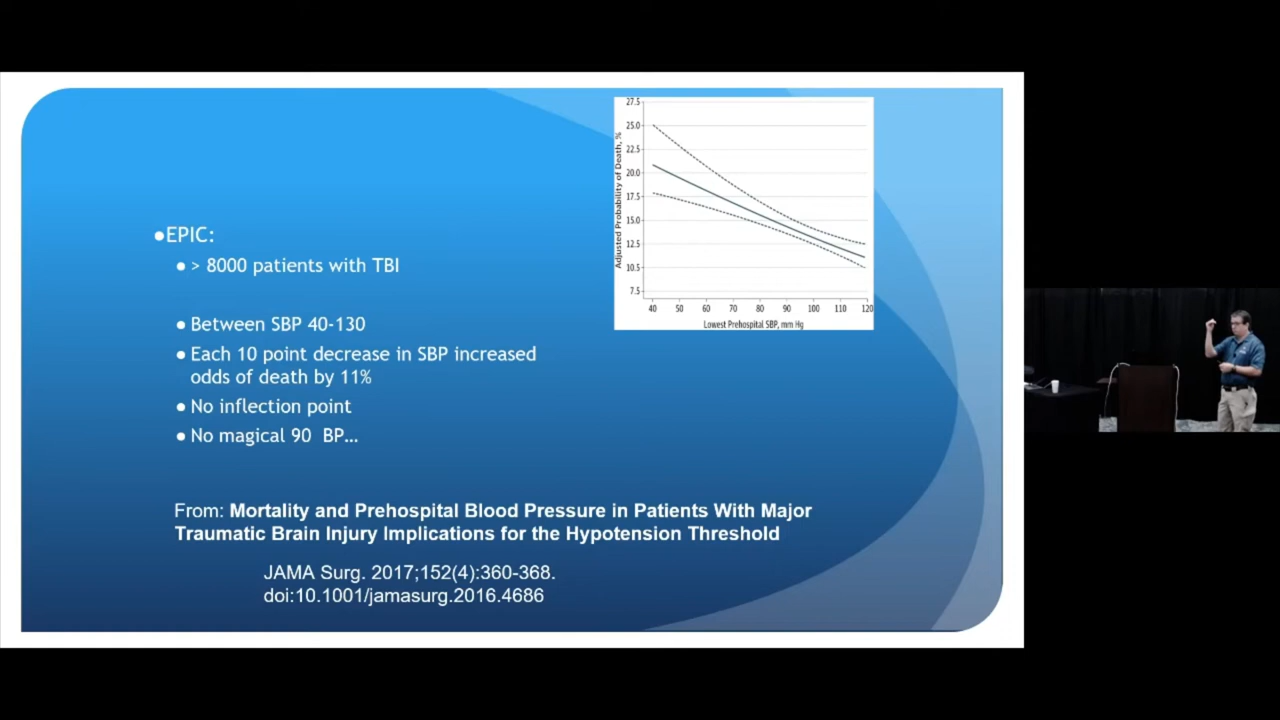 27.5
25.0
22.5
20.0
17.5
15.0
12.5
10.5
7.5
Adjusted Probability of Death, %
40 50 60 70 80 90 100 110 120
Lowest Prehospital SBP, mm Hg
●EPIC:
● > 8000 patients with TBI
● Between SBP 40-130
● Each 10 point decrease in SBP increased
odds of death by 11%
● No inflection point
● No magical 90 BP…
From: Mortality and Prehospital Blood Pressure in Patients With Major
Traumatic Brain Injury Implications for the Hypotension Threshold
JAMA Surg. 2017;152(4):360-368.
doi:10.1001/jamasurg.2016.4686